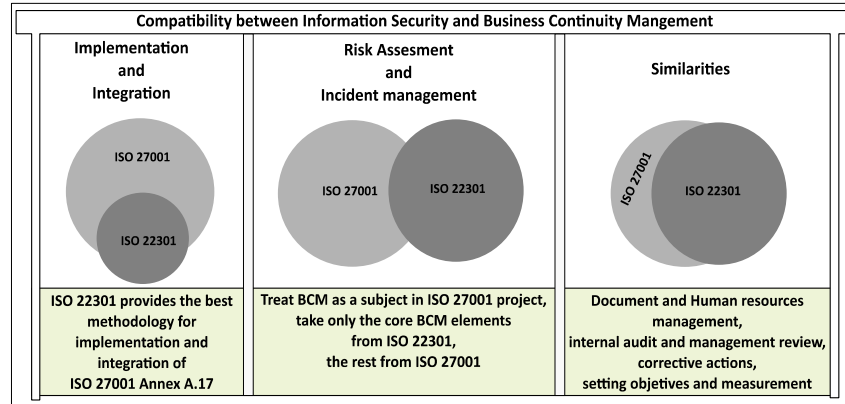 Compatibility between Information Security and Business Continuity Mangement
Implementation
and
Integration
ISO 27001
ISO 22301
ISO 22301 provides the best
methodology for
implementation and
integration of
ISO 27001 Annex A.17
Risk Assesment
and
Incident management
ISO 27001
ISO 22301
Treat BCM as a subject in ISO 27001 project,
take only the core BCM elements
from ISO 22301,
the rest from ISO 27001
Similarities
ISO 27001
ISO 22301
Document and Human resources
management,
internal audit and management review,
corrective actions,
setting objetives and measurement